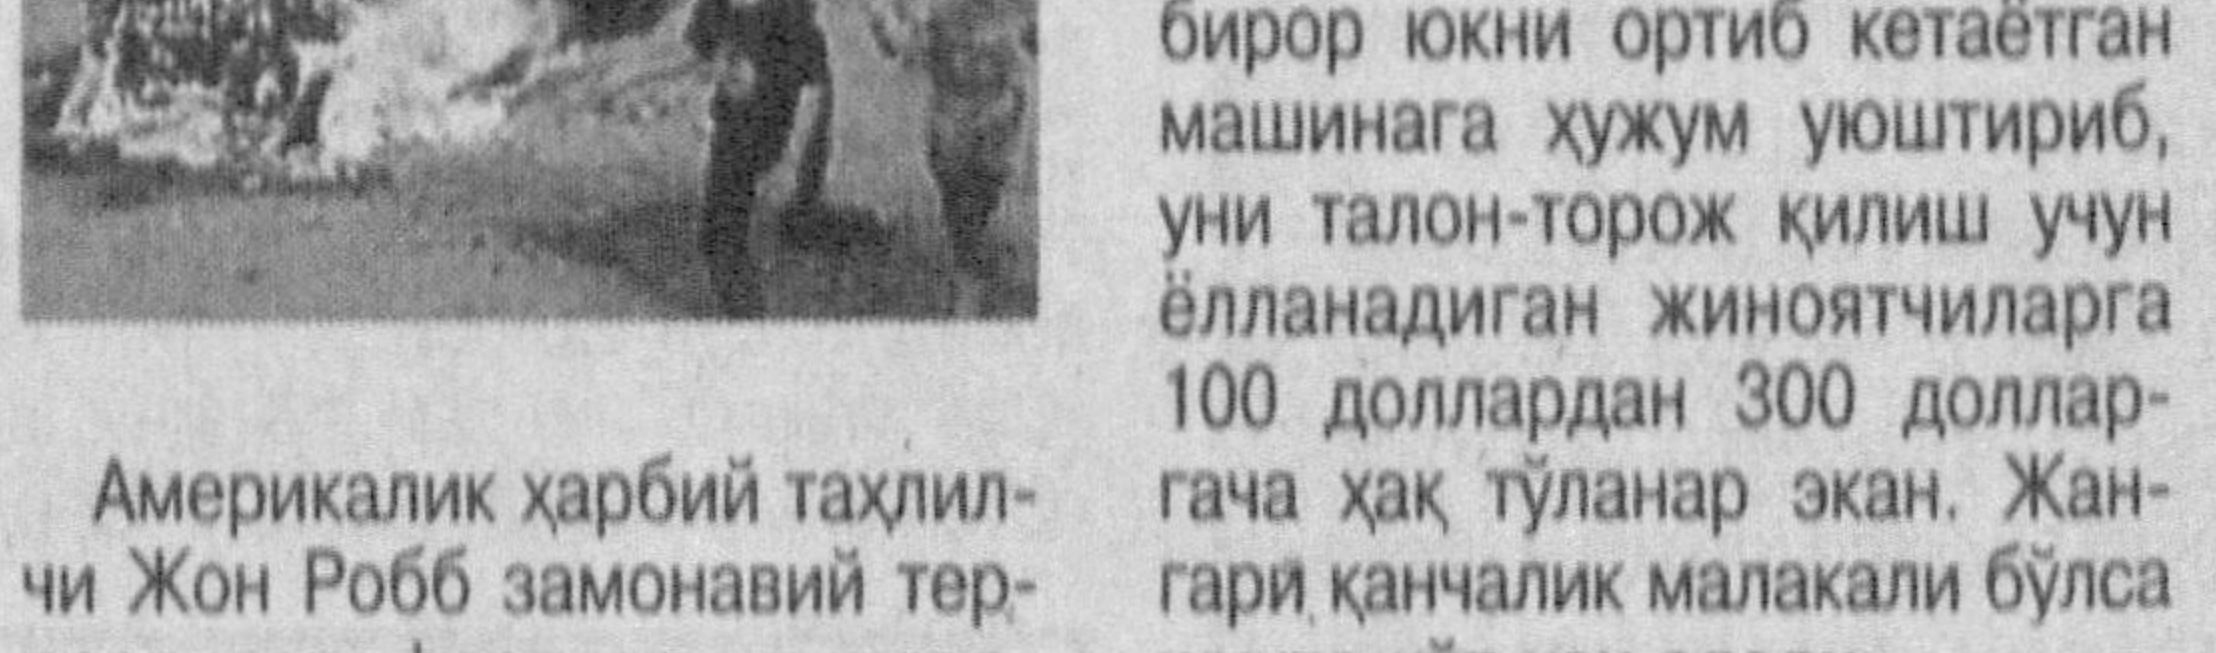 Америкалик ҳарбий таҳлил-
чи Жон Робб замонавий тер-
бирор юкни ортиб кетаётган
машинага ҳужум уюштириб,
уни талон-торож қилиш учун
ёлланадиган жиноятчиларга
100 доллардан 300 доллар-
гача ҳақ тўланар экан. Жан-
гари қанчалик малакали бўлса